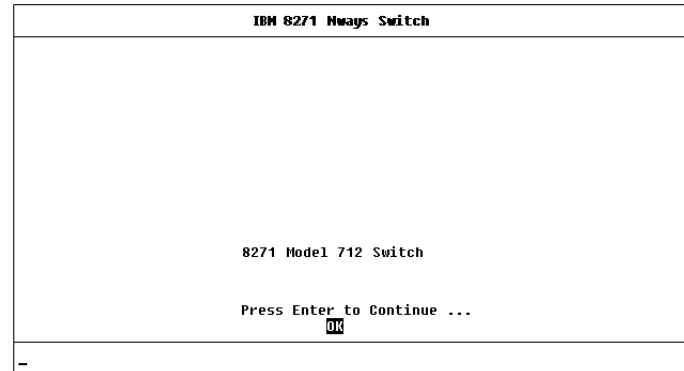 IBM 8271 Nways Switch
8271 Model 712 Switch
Press Enter to Continue ...
OK